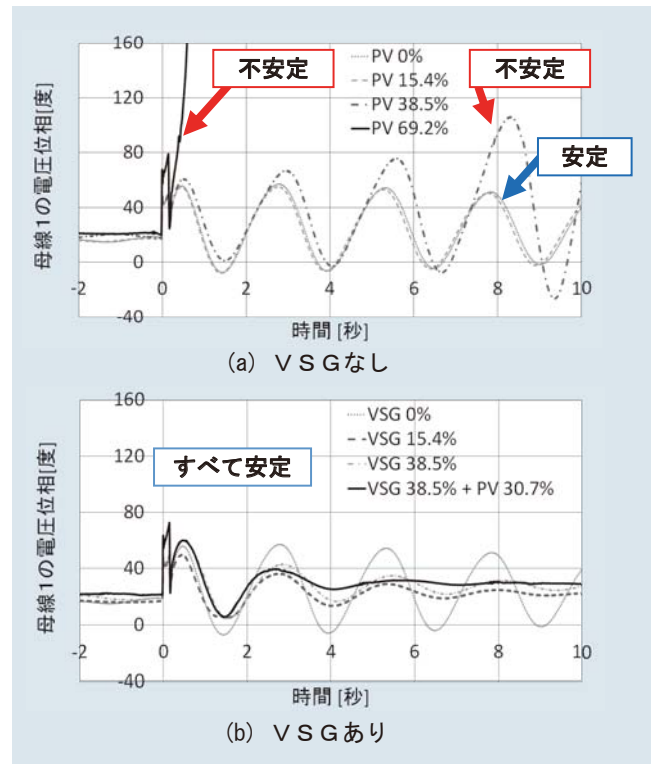 160
120
80
40
0
-40
-2
0
2
4
6
8
10
母線1の電圧位相[度]
時間 [秒]
不安定
不安定
安定
PV 0%
PV 15.4%
PV 38.5%
PV 69.2%
(a) VSGなし
160
120
80
40
0
-40
-2
0
2
4
6
8
10
母線1の電圧位相[度]
時間 [秒]
すべて安定
VSG 0%
VSG 15.4%
VSG 38.5%
VSG 38.5% + PV 30.7%
(b) VSGあり